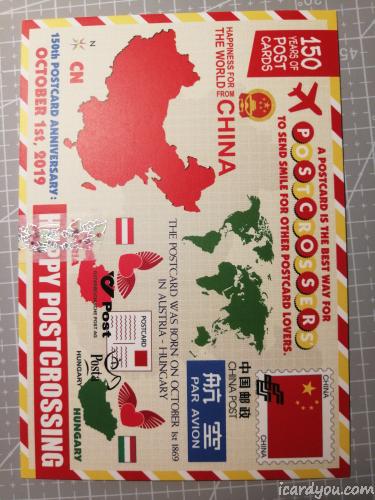 150
YEARS OF
POST
CARDS
A POSTCARD IS THE BEST WAY FOR
POSTCROSSERS
TO SEND SMILE FOR OTHER POSTCARD LOVERS.
HAPPINESS FOR
THE WORLD
CHINA
CN
N
150th POSTCARD ANNIVERSARY:
OCTOBER 1st, 2019
THE POSTCARD WAS BORN ON OCTOBER 1st 1869
IN AUSTRIA - HUNGARY
CHINA
CHINA
中国邮政
CHINA POST
航空
PAR AVION
Post
POSTCARD
Posta
HUNGARY
HUNGARY
HAPPY POSTCROSSING
icardyou.com